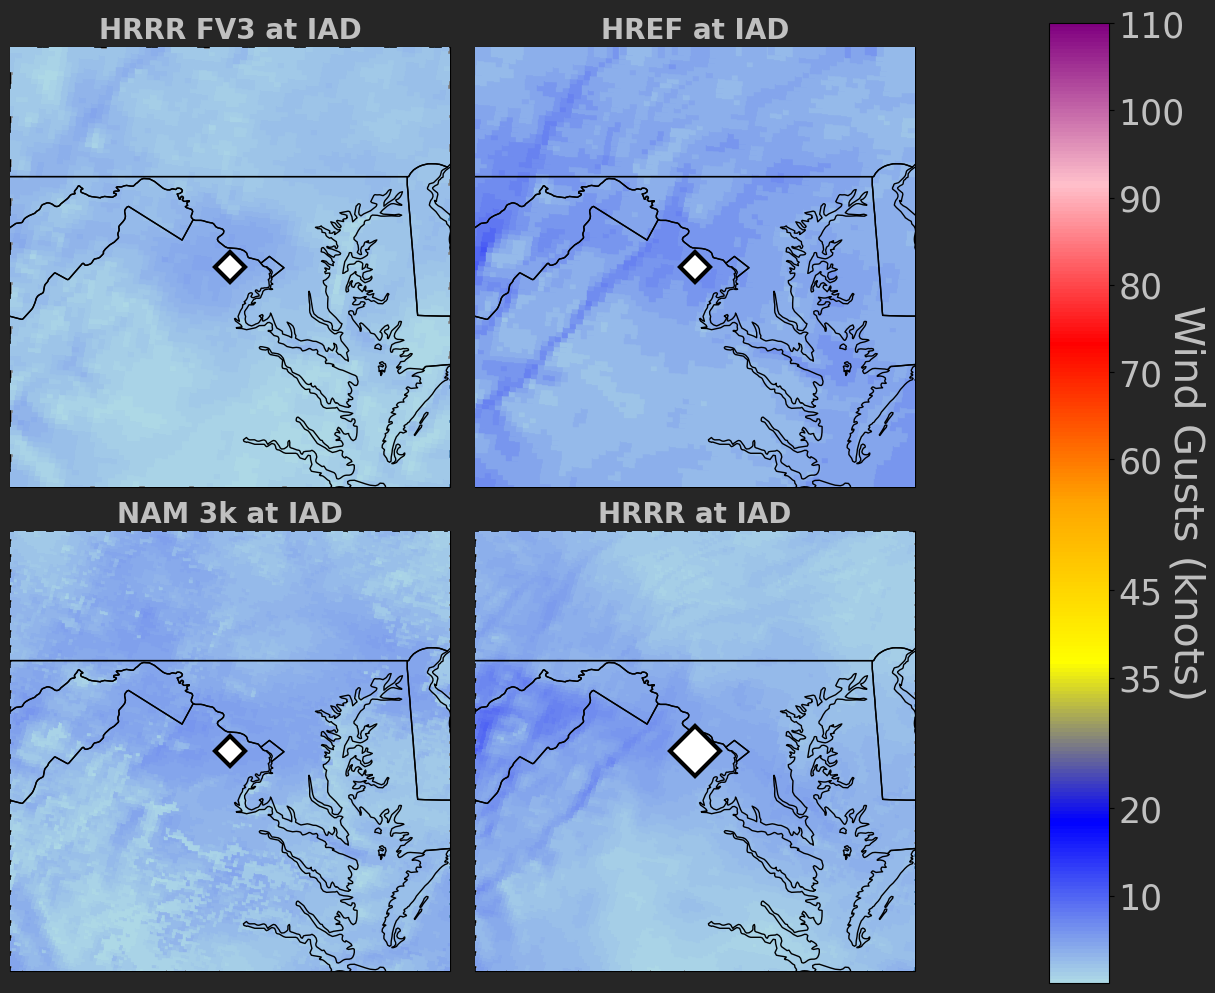 HRRR FV3 at IAD
HREF at IAD
NAM 3k at IAD
HRRR at IAD
110
100
90
80
70
60
45
35
20
10
Wind Gusts (knots)